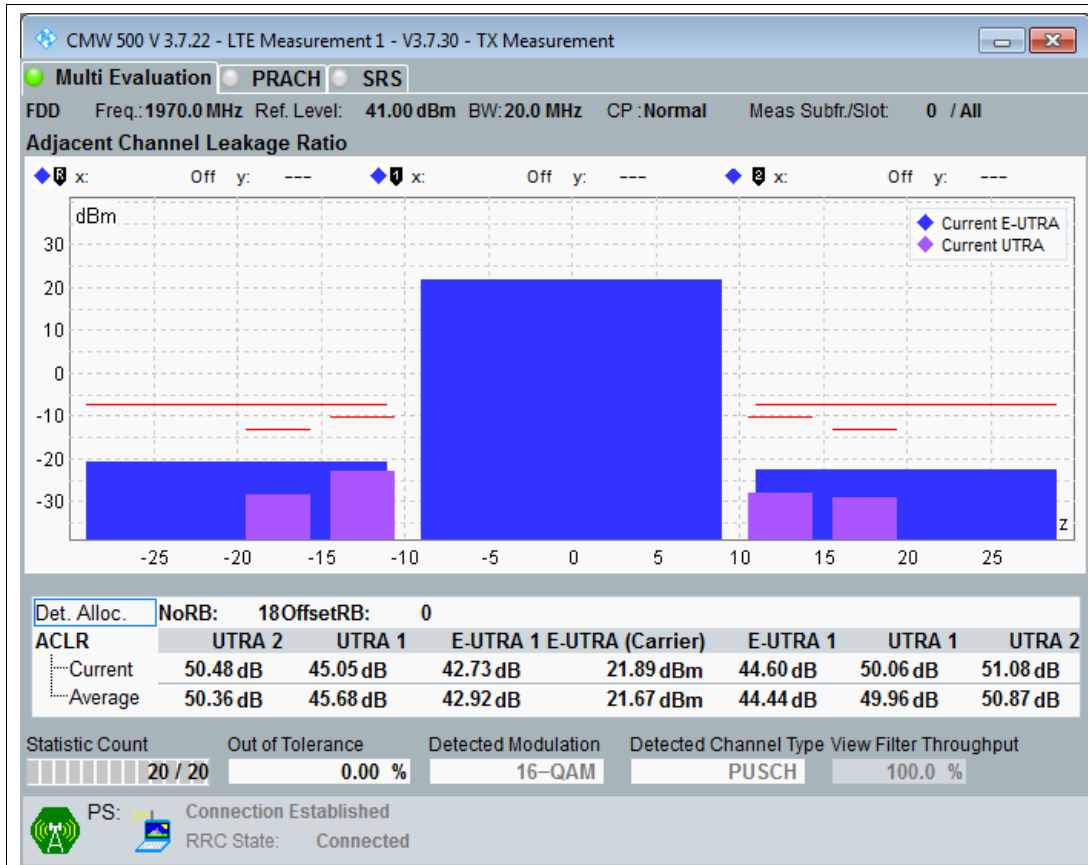 CMW 500 V 3.7.22 - LTE Measurement 1 - V3.7.30 - TX Measurement
Multi Evaluation PRACH SRS
FDD Freq.: 1970.0 MHz Ref. Level: 41.00 dBm BW: 20.0 MHz CP : Normal Meas Subfr./Slot: 0 / All
Adjacent Channel Leakage Ratio
R x: Off y: --- 1 x: Off y: --- 2 x: Off y: ---
dBm
Current E-UTRA
Current UTRA
30
20
10
0
-10
-20
-30
z
-25 -20 -15 -10 -5 0 5 10 15 20 25
Det. Alloc. NoRB: 18 OffsetRB: 0
ACLR UTRA 2 UTRA 1 E-UTRA 1 E-UTRA (Carrier) E-UTRA 1 UTRA 1 UTRA 2
Current 50.48 dB 45.05 dB 42.73 dB 21.89 dBm 44.60 dB 50.06 dB 51.08 dB
Average 50.36 dB 45.68 dB 42.92 dB 21.67 dBm 44.44 dB 49.96 dB 50.87 dB
Statistic Count Out of Tolerance Detected Modulation Detected Channel Type View Filter Throughput
20 / 20 0.00 % 16-QAM PUSCH 100.0 %
PS: Connection Established
RRC State: Connected